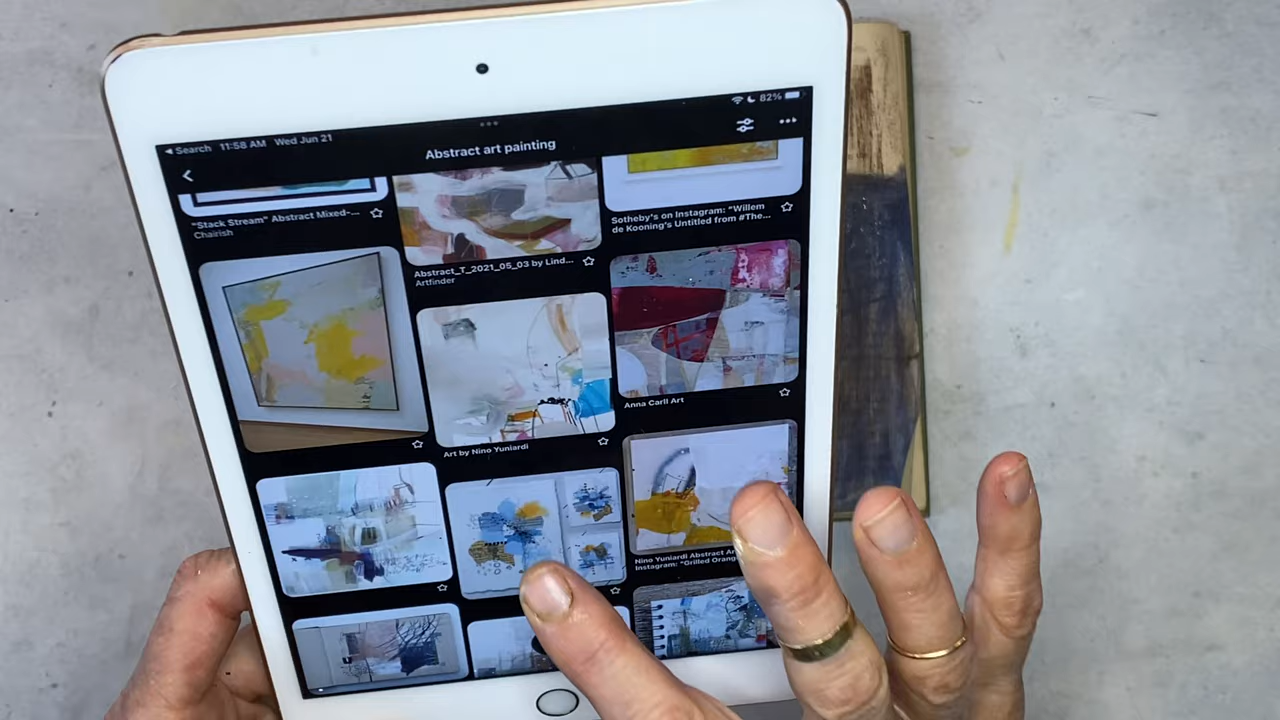 Search 11:58 AM Wed Jun 21
82%
Abstract art painting
"Stack Stream" Abstract Mixed-...
Chairish
Abstract_T_2021_05_03 by Lind...
Artfinder
Sotheby's on Instagram: "Willem
de Kooning's Untitled from #The...
Art by Nino Yuniardi
Anna Carll Art
Nino Yuniardi Abstract
Instagram: "Grilled